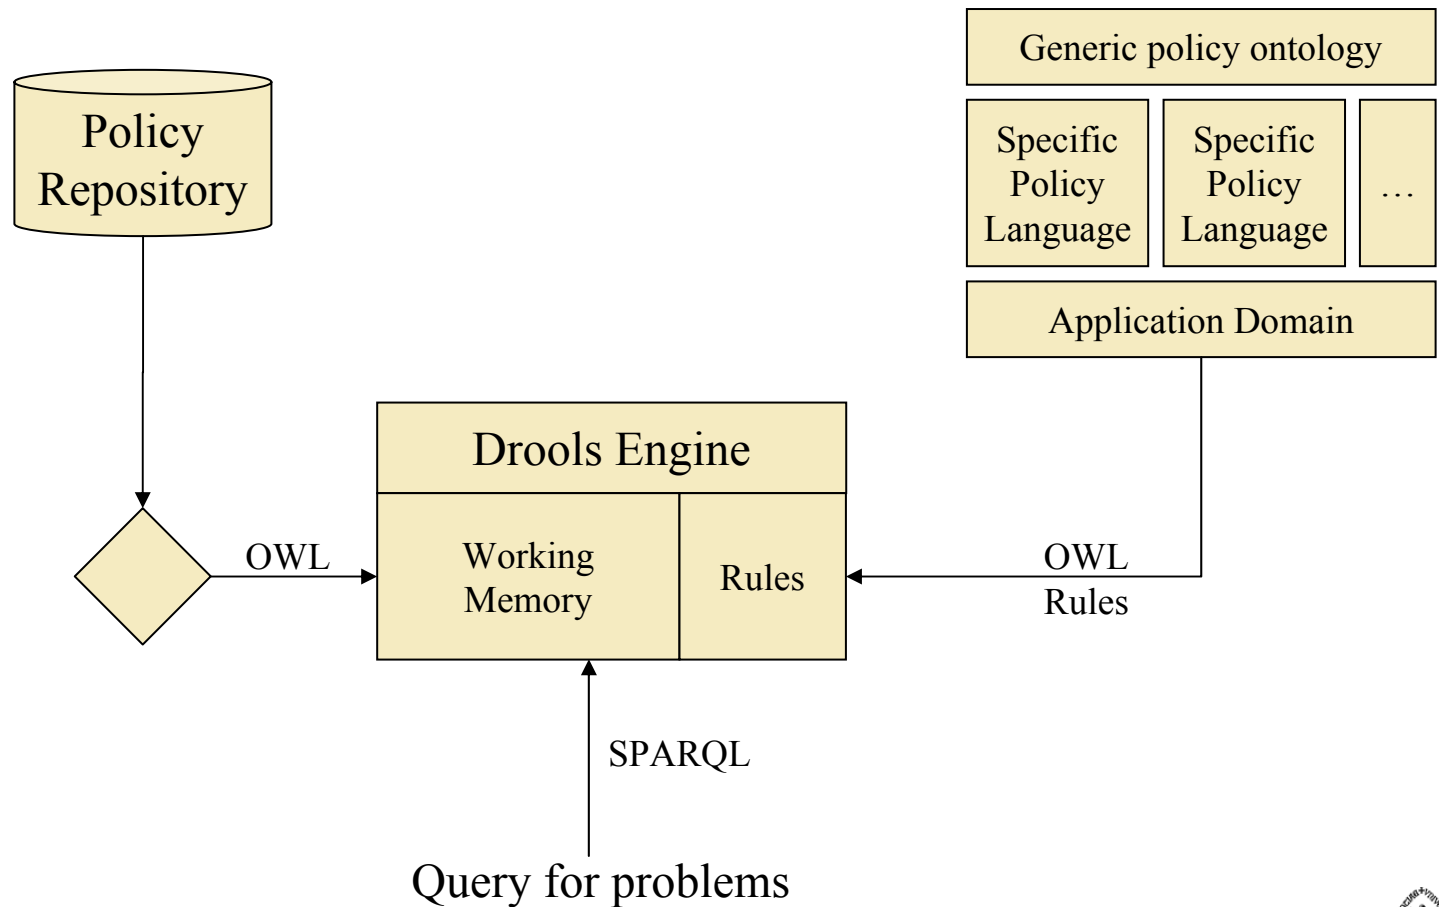 Generic policy ontology
Policy
Repository
Specific
Policy
Language
Specific
Policy
Language
…
Application Domain
Drools Engine
OWL
Working
Memory
Rules
OWL
Rules
SPARQL
Query for problems